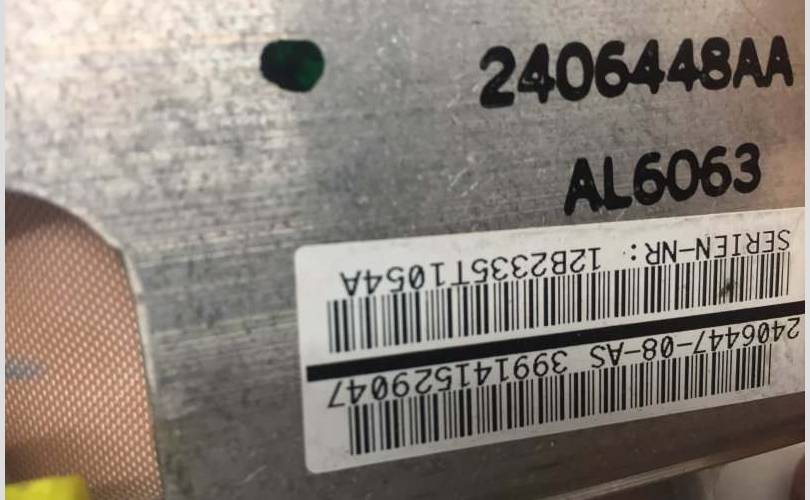 2406448AA
AL6063
SERIEN-NR: 12B2335T1054A
2406447-08-AS 399141529047